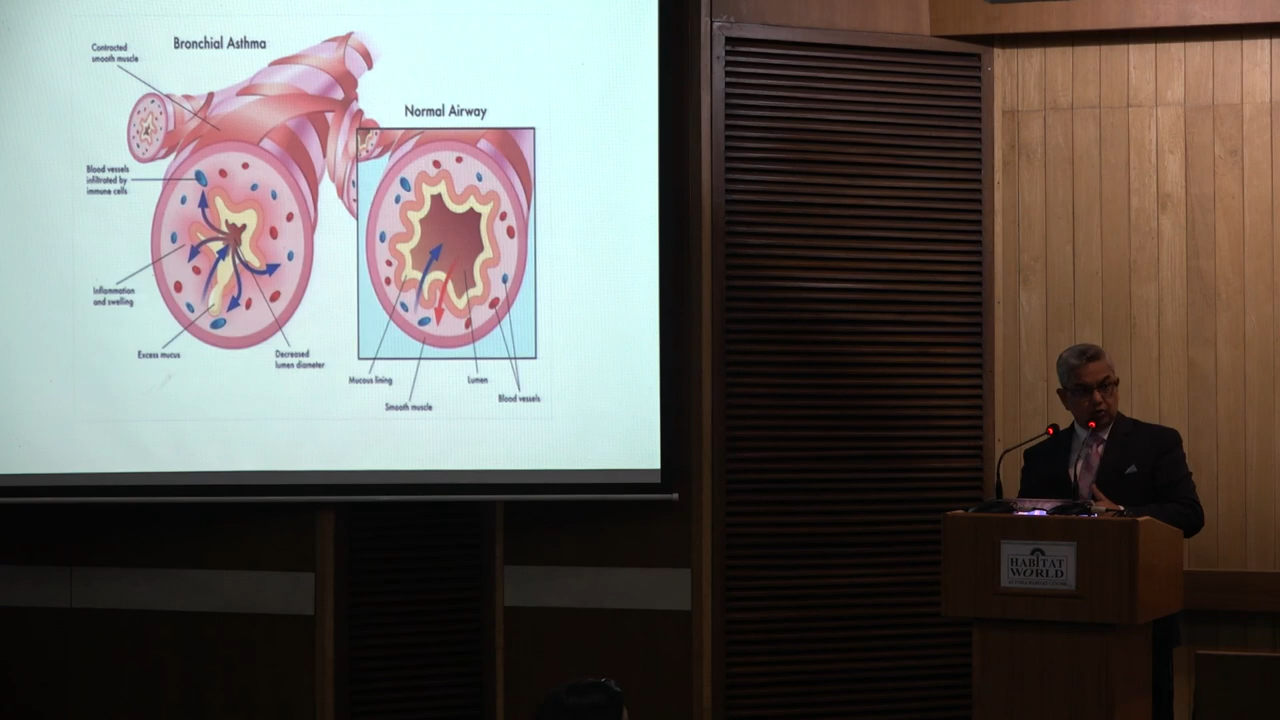 Bronchial Asthma
Contracted
smooth muscle
Blood vessels
infiltrated by
immune cells
Inflammation
and swelling
Excess mucus
Decreased
lumen diameter
Normal Airway
Mucous lining
Smooth muscle
Lumen
Blood vessels
HABITAT
WORLD